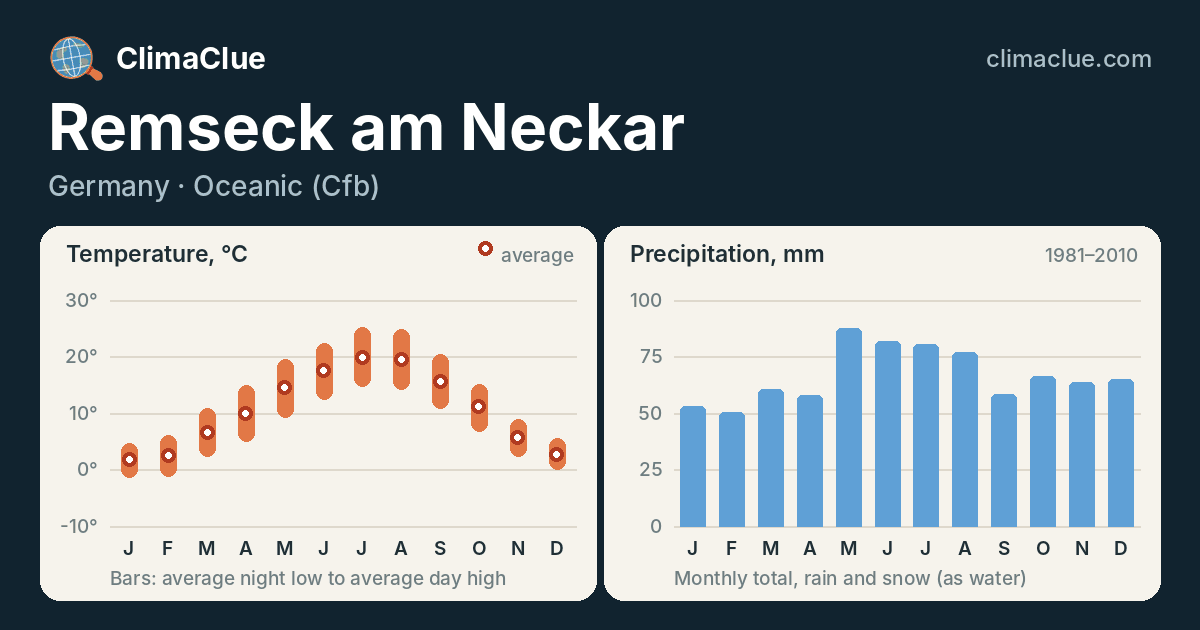 ClimaClue
climaclue.com
Remseck am Neckar
Germany · Oceanic (Cfb)
Temperature, °C
average
30°
20°
10°
0°
-10°
J F M A M J J A S O N D
Bars: average night low to average day high
Precipitation, mm
1981–2010
100
75
50
25
0
J F M A M J J A S O N D
Monthly total, rain and snow (as water)